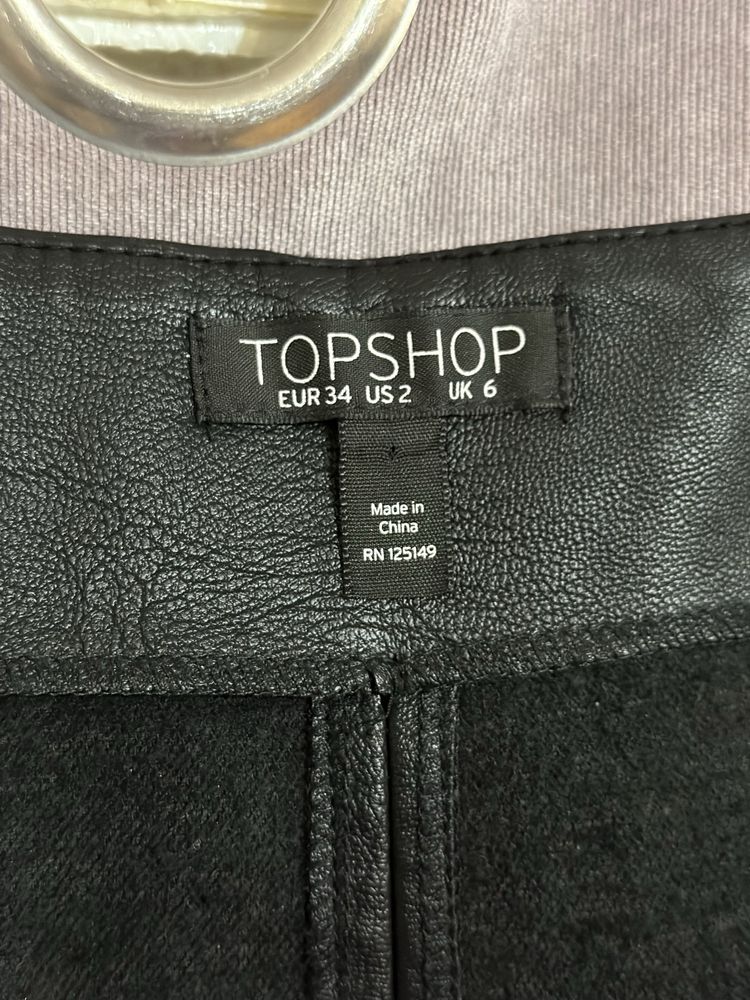 TOPSHOP
EUR 34 US 2 UK 6
Made in
China
RN 125149